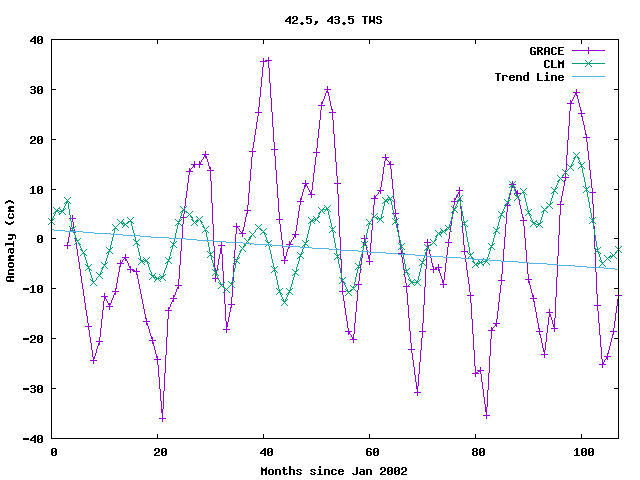 42.5, 43.5 TWS
GRACE
CLM
Trend Line
Anomaly (cm)
40
30
20
10
0
-10
-20
-30
-40
0 20 40 60 80 100
Months since Jan 2002